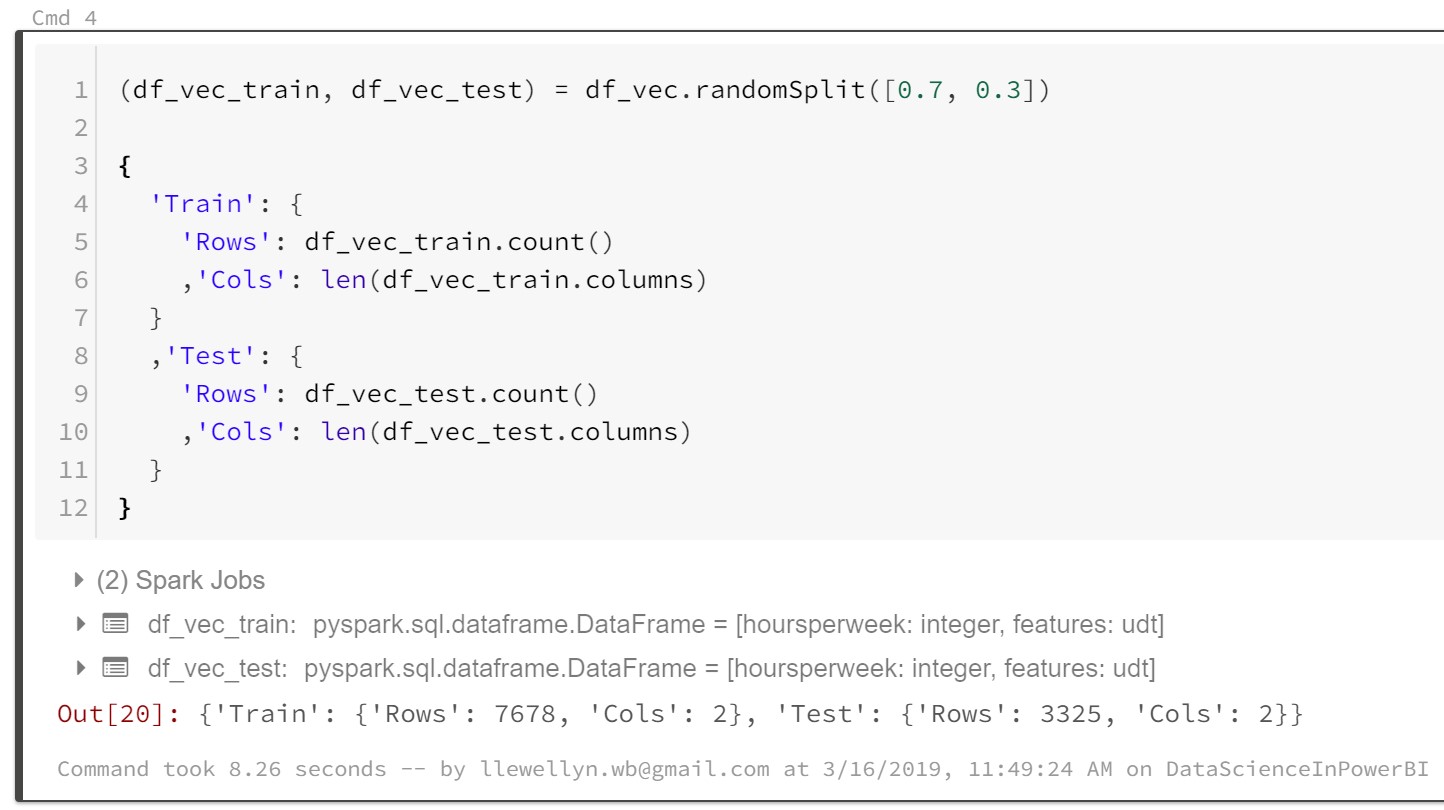 Cmd 4
1 (df_vec_train, df_vec_test) = df_vec.randomSplit([0.7, 0.3])
2
3 {
4   'Train': {
5     'Rows': df_vec_train.count()
6     ,'Cols': len(df_vec_train.columns)
7   }
8   ,'Test': {
9     'Rows': df_vec_test.count()
10     ,'Cols': len(df_vec_test.columns)
11   }
12 }
(2) Spark Jobs
df_vec_train: pyspark.sql.dataframe.DataFrame = [hoursperweek: integer, features: udt]
df_vec_test: pyspark.sql.dataframe.DataFrame = [hoursperweek: integer, features: udt]
Out[20]: {'Train': {'Rows': 7678, 'Cols': 2}, 'Test': {'Rows': 3325, 'Cols': 2}}
Command took 8.26 seconds -- by llewellyn.wb@gmail.com at 3/16/2019, 11:49:24 AM on DataScienceInPowerBI